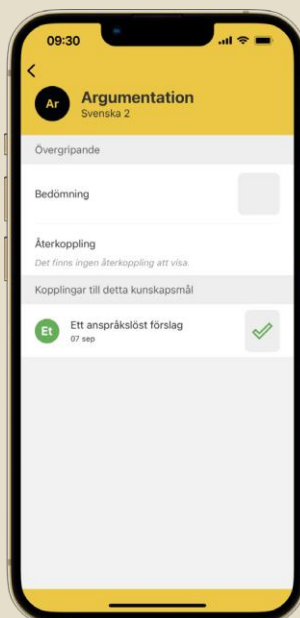 09:30
Ar
Argumentation
Svenska 2
Övergripande
Bedömning
Återkoppling
Det finns ingen återkoppling att visa.
Kopplingar till detta kunskapsmål
Et
Ett anspråkslöst förslag
07 sep